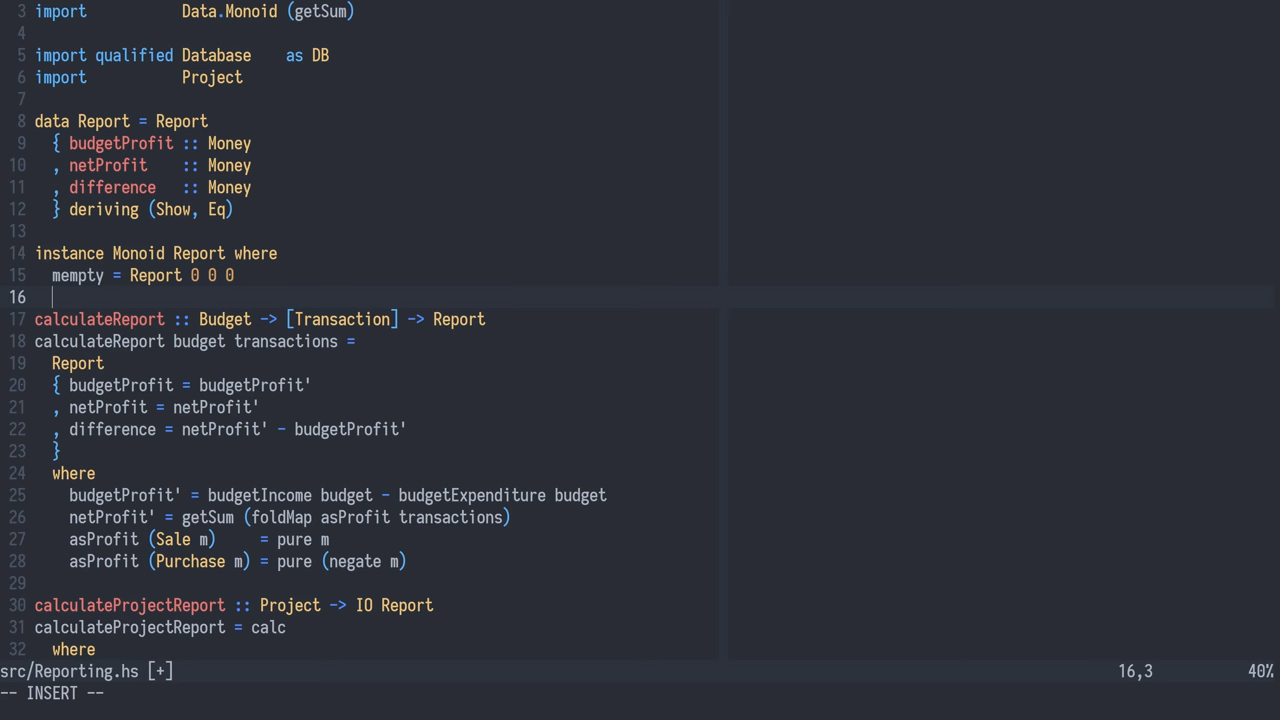 3 import           Data.Monoid (getSum)
4
5 import qualified Database    as DB
6 import           Project
7
8 data Report = Report
9   { budgetProfit :: Money
10   , netProfit    :: Money
11   , difference   :: Money
12   } deriving (Show, Eq)
13
14 instance Monoid Report where
15   mempty = Report 0 0 0
16
17 calculateReport :: Budget -> [Transaction] -> Report
18 calculateReport budget transactions =
19   Report
20   { budgetProfit = budgetProfit'
21   , netProfit = netProfit'
22   , difference = netProfit' - budgetProfit'
23   }
24   where
25     budgetProfit' = budgetIncome budget - budgetExpenditure budget
26     netProfit' = getSum (foldMap asProfit transactions)
27     asProfit (Sale m)     = pure m
28     asProfit (Purchase m) = pure (negate m)
29
30 calculateProjectReport :: Project -> IO Report
31 calculateProjectReport = calc
32   where
src/Reporting.hs [+] 16,3 40%
-- INSERT --